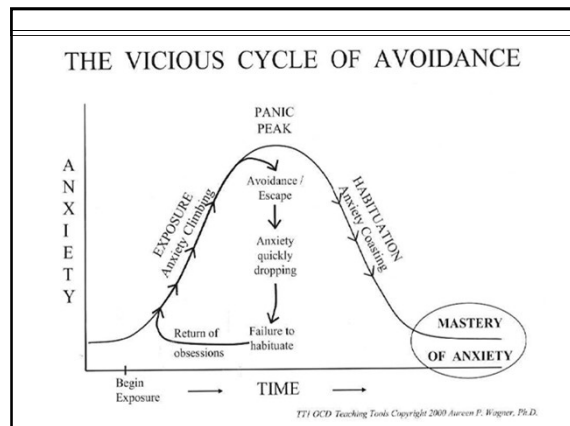 THE VICIOUS CYCLE OF AVOIDANCE
PANIC
PEAK
ANXIETY
EXPOSURE
Anxiety Climbing
Avoidance /
Escape
Anxiety
quickly
dropping
Failure to
habituate
Return of
obsessions
HABITUATION
Anxiety Coasting
MASTERY
OF ANXIETY
Begin
Exposure
TIME
TT1 OCD Teaching Tools Copyright 2000 Aureen P. Wagner, Ph.D.